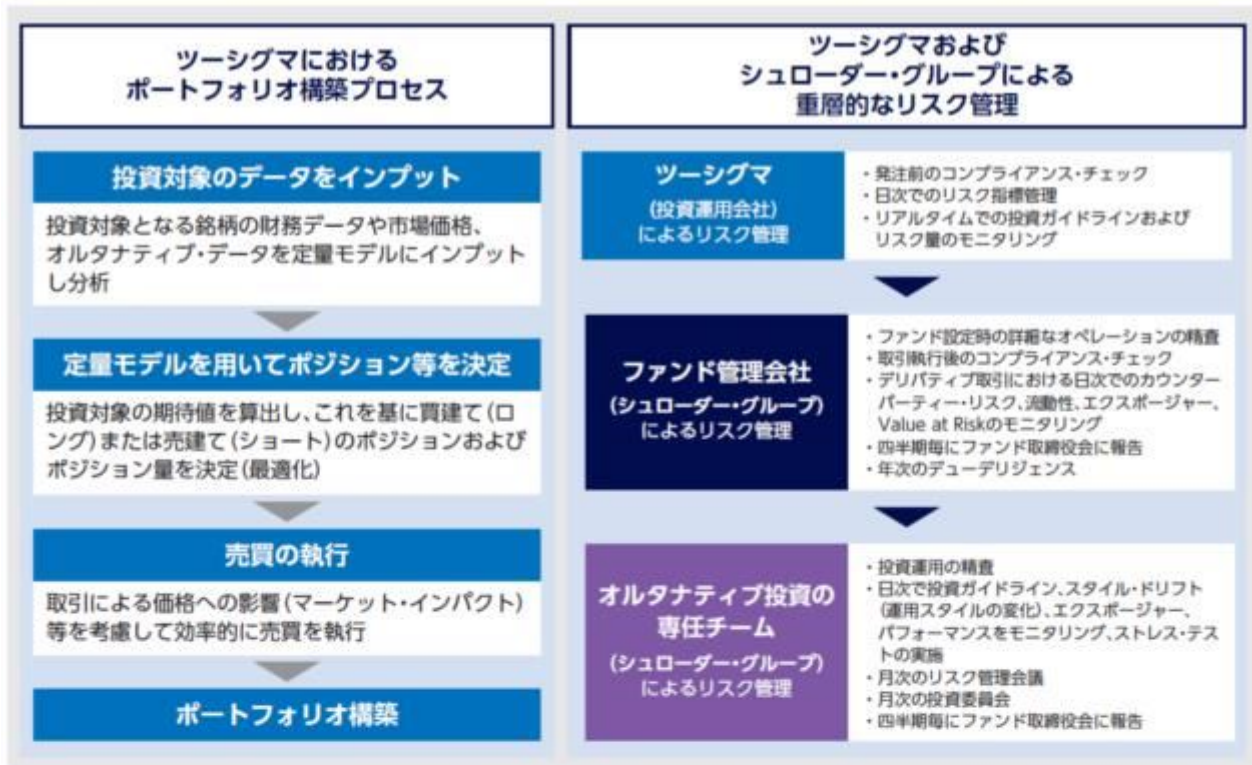 ツーシグマにおける
ポートフォリオ構築プロセス
投資対象のデータをインプット
投資対象となる銘柄の財務データや市場価格、
オルタナティブ・データを定量モデルにインプット
し分析
定量モデルを用いてポジション等を決定
投資対象の期待値を算出し、これを基に買建て(ロ
ング)または売建て(ショート)のポジションおよび
ポジション量を決定(最適化)
売買の執行
取引による価格への影響(マーケット・インパクト)
等を考慮して効率的に売買を執行
ポートフォリオ構築
ツーシグマおよび
シュローダー・グループによる
重層的なリスク管理
ツーシグマ
(投資運用会社)
によるリスク管理
・発注前のコンプライアンス・チェック
・日次でのリスク指標管理
・リアルタイムでの投資ガイドラインおよび
リスク量のモニタリング
ファンド管理会社
(シュローダー・グループ)
によるリスク管理
・ファンド設定時の詳細なオペレーションの精査
・取引執行後のコンプライアンス・チェック
・デリバティブ取引における日次でのカウンター
パーティー・リスク、流動性、エクスポージャー、
Value at Riskのモニタリング
・四半期毎にファンド取締役会に報告
・年次のデューデリジェンス
オルタナティブ投資の
専任チーム
(シュローダー・グループ)
によるリスク管理
・投資運用の精査
・日次で投資ガイドライン、スタイル・ドリフト
(運用スタイルの変化)、エクスポージャー、
パフォーマンスをモニタリング、ストレス・テス
トの実施
・月次のリスク管理会議
・月次の投資委員会
・四半期毎にファンド取締役会に報告